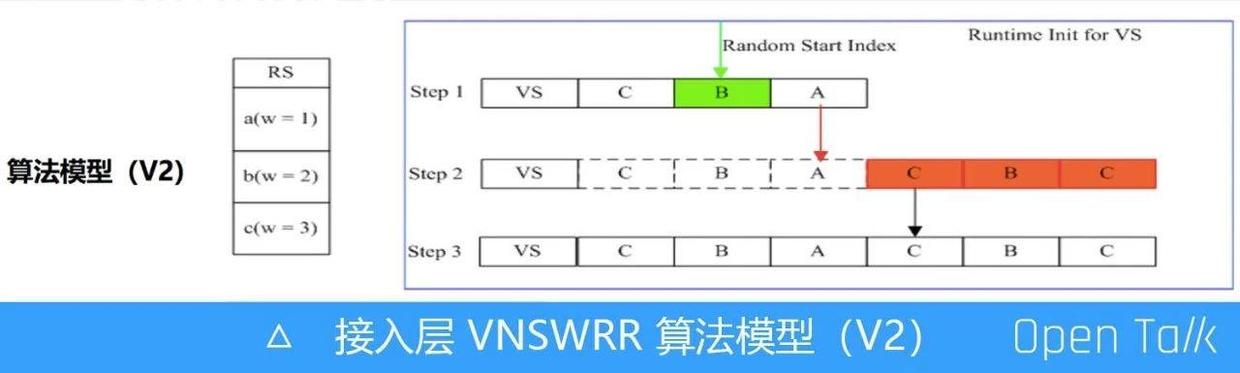 算法模型（V2）
RS
a(w = 1)
b(w = 2)
c(w = 3)
Random Start Index
Runtime Init for VS
Step 1 VS C B A
Step 2 VS C B A C B C
Step 3 VS C B A C B C
△ 接入层 VNSWRR 算法模型（V2）
Open Talk